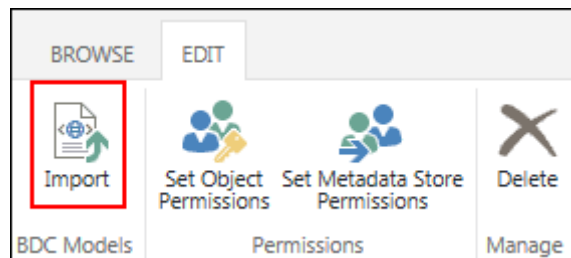 BROWSE EDIT
Import
Set Object
Permissions
Set Metadata Store
Permissions
Delete
BDC Models
Permissions
Manage